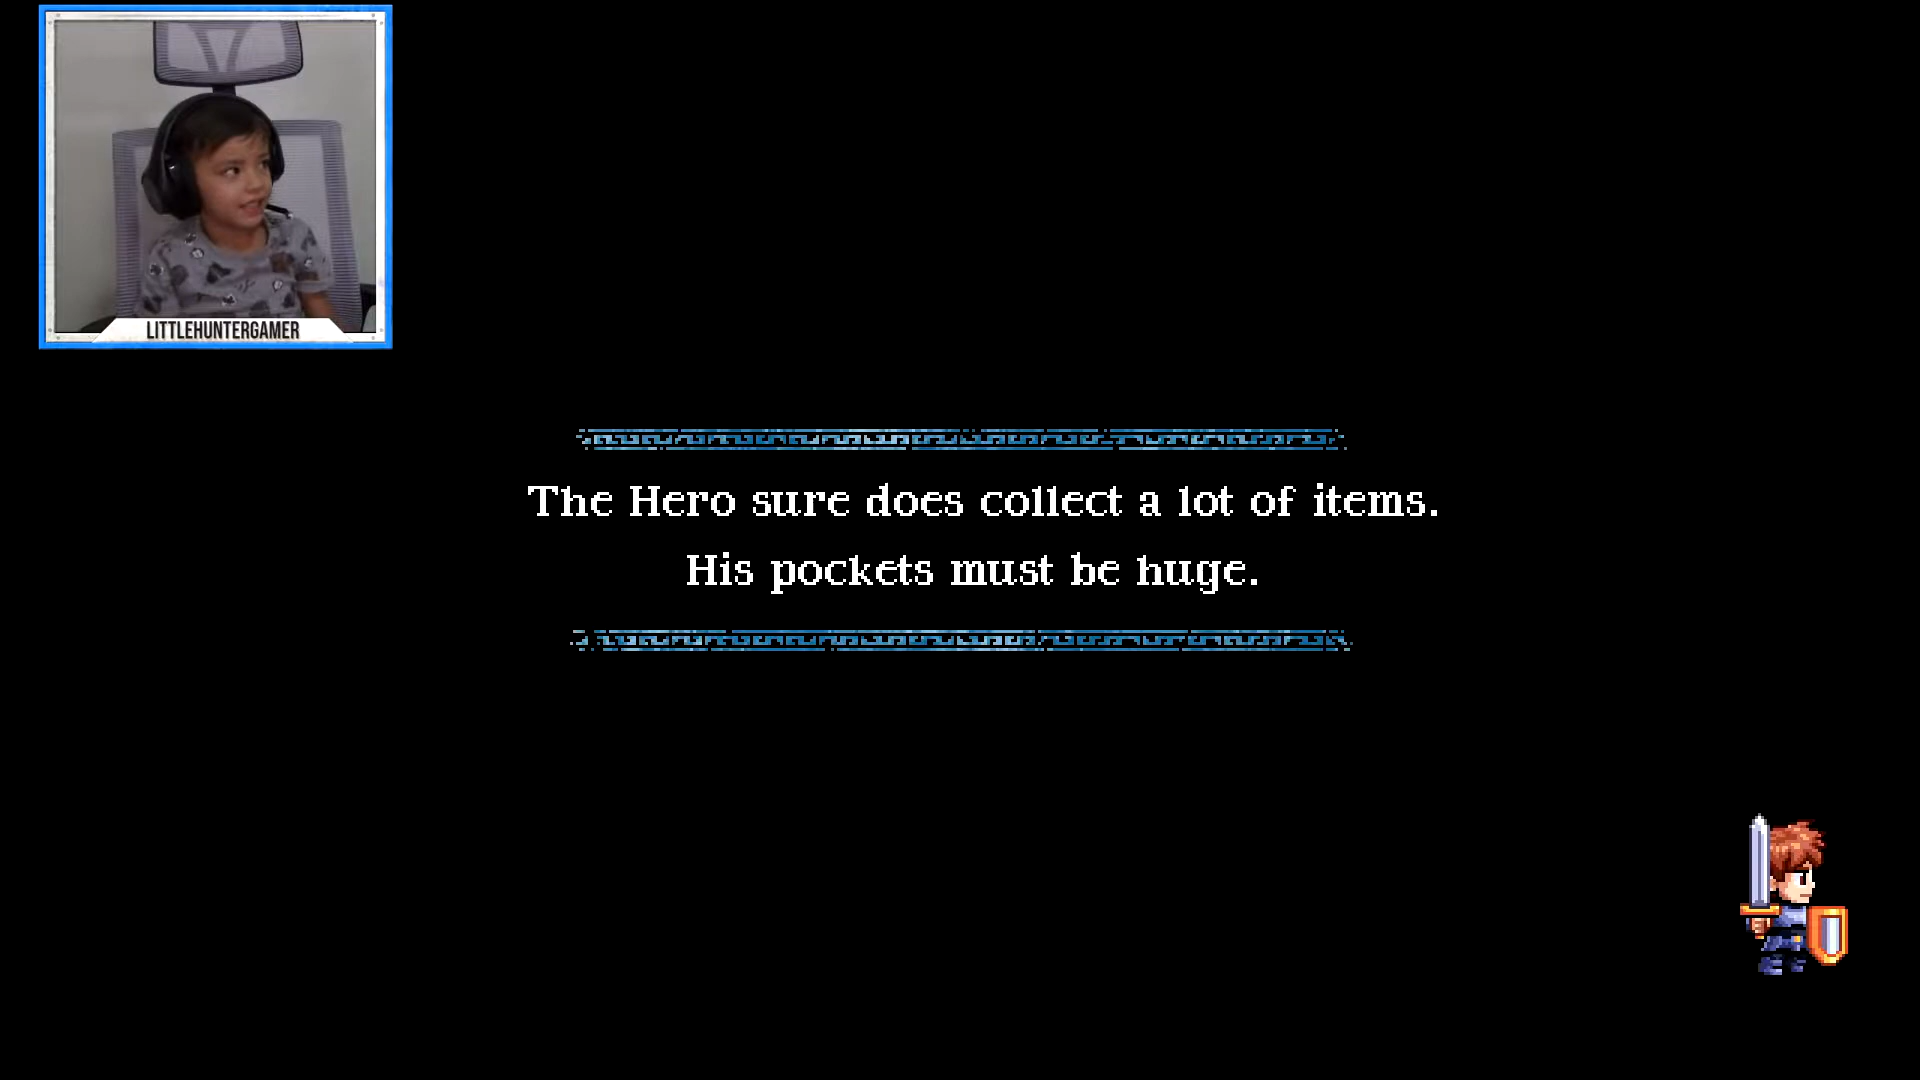 LITTLEHUNTERGAMER
The Hero sure does collect a lot of items.
His pockets must be huge.